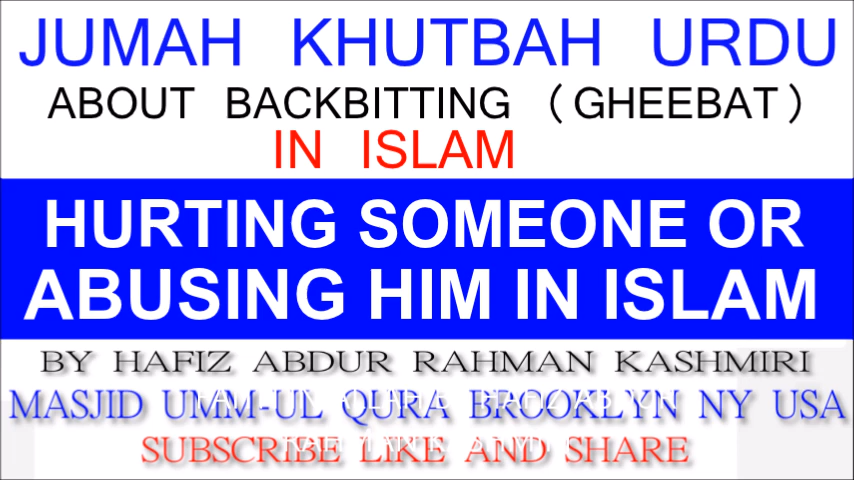 JUMAH KHUTBAH URDU
ABOUT BACKBITTING (GHEEBAT)
IN ISLAM
HURTING SOMEONE OR
ABUSING HIM IN ISLAM
BY HAFIZ ABDUR RAHMAN KASHMIRI
MASJID UMM-UL QURA BROOKLYN NY USA
SUBSCRIBE LIKE AND SHARE